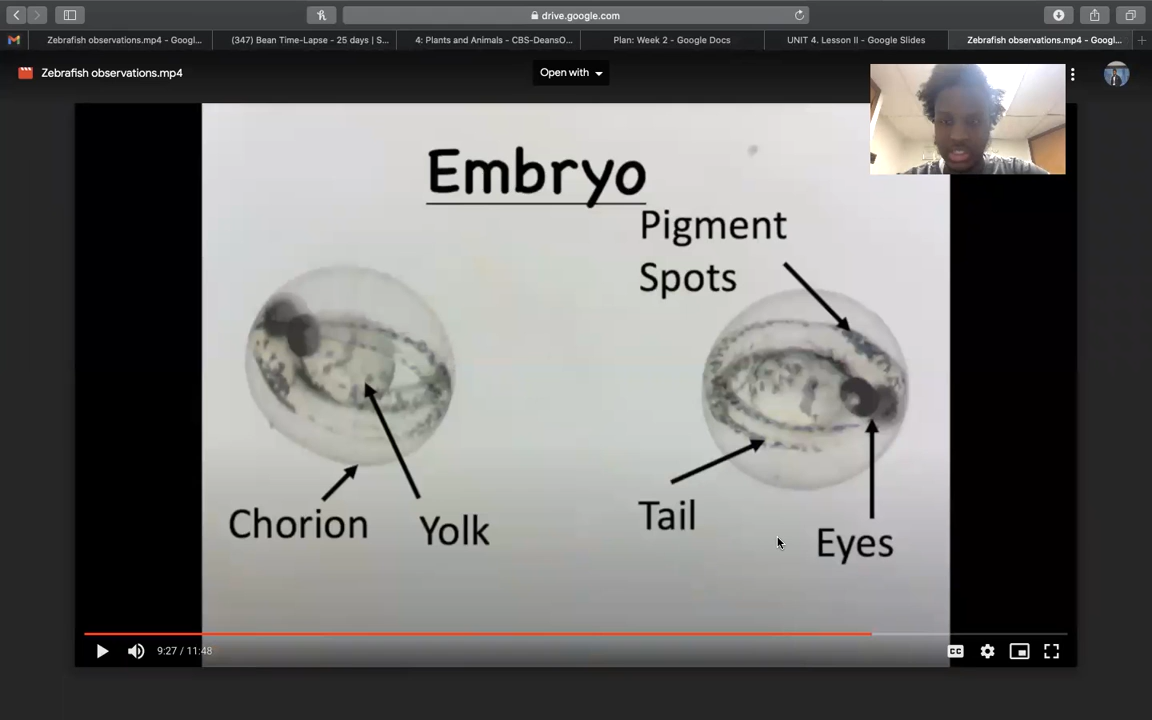 drive.google.com
Zebrafish observations.mp4 - Googl...
(347) Bean Time-Lapse - 25 days | S...
4: Plants and Animals - CBS-DeansO...
Plan: Week 2 - Google Docs
UNIT 4. Lesson II - Google Slides
Zebrafish observations.mp4 - Googl...
Zebrafish observations.mp4
Open with
Embryo
Pigment
Spots
Chorion
Yolk
Tail
Eyes
9:27 / 11:48
CC